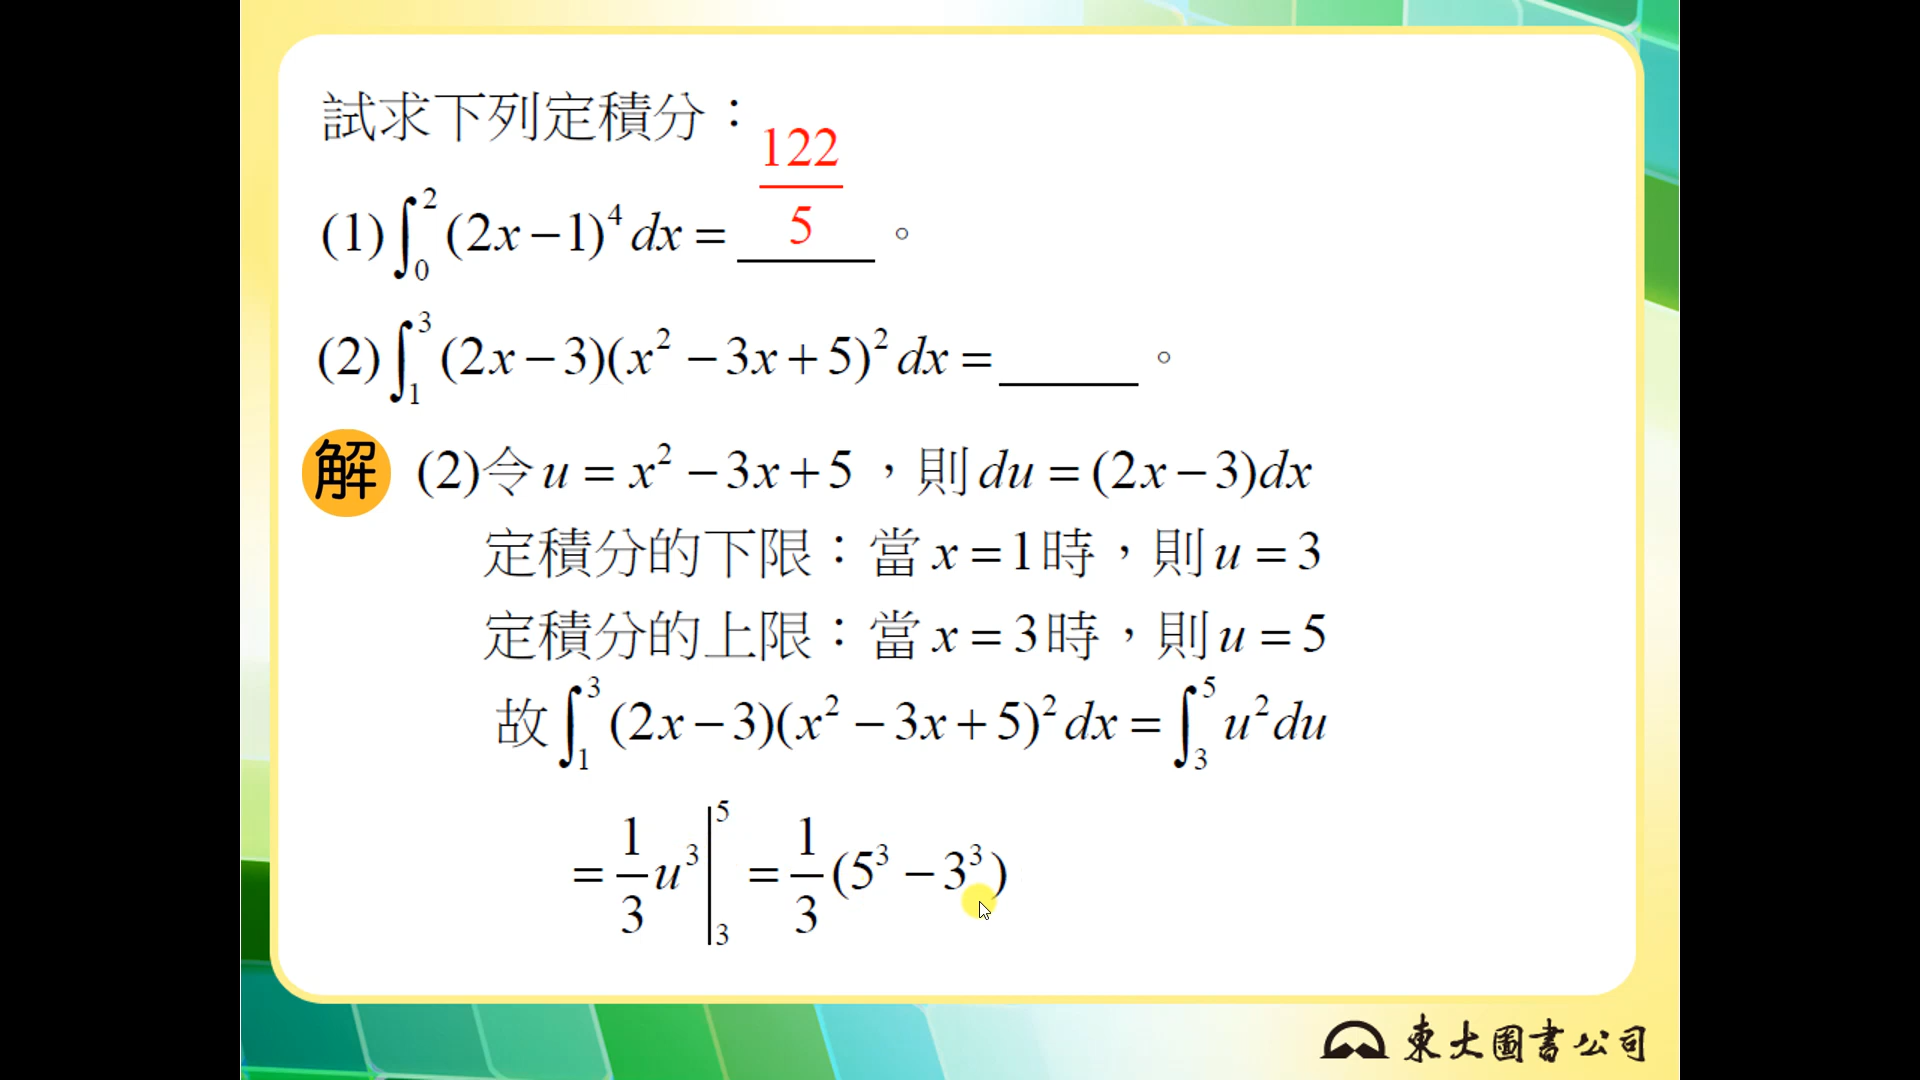 試求下列定積分：
(1)∫₀² (2x−1)⁴ dx = 122/5 。
(2)∫₁³ (2x−3)(x²−3x+5)² dx = _____ 。
解 (2)令 u = x²−3x+5 ，則 du = (2x−3)dx
定積分的下限：當 x = 1 時，則 u = 3
定積分的上限：當 x = 3 時，則 u = 5
故 ∫₁³ (2x−3)(x²−3x+5)² dx = ∫₃⁵ u² du
= 1/3 u³ |₃⁵ = 1/3 (5³ − 3³)
東大圖書公司